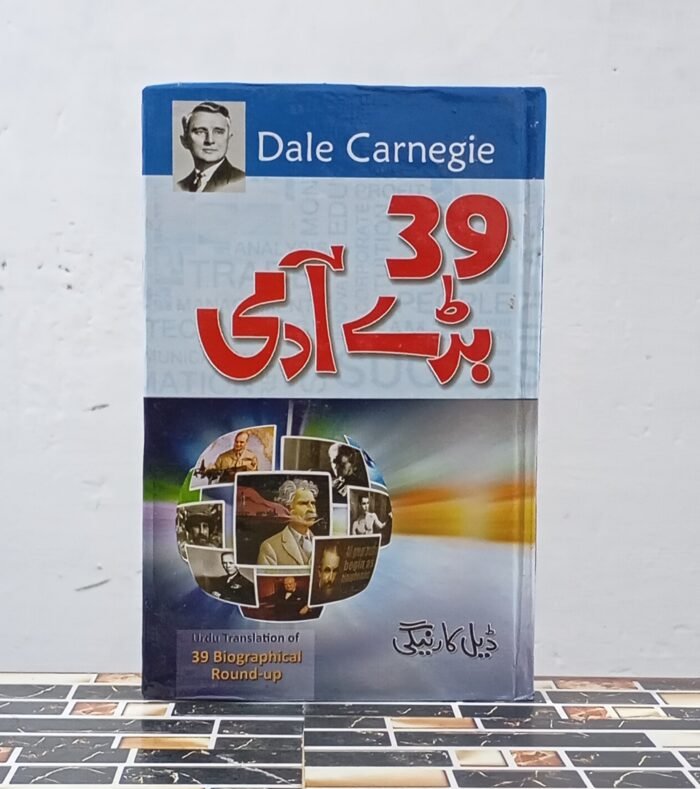 Dale Carnegie
39
بڑے آدمی
ڈیل کارنیگی
Urdu Translation of
39 Biographical
Round-up